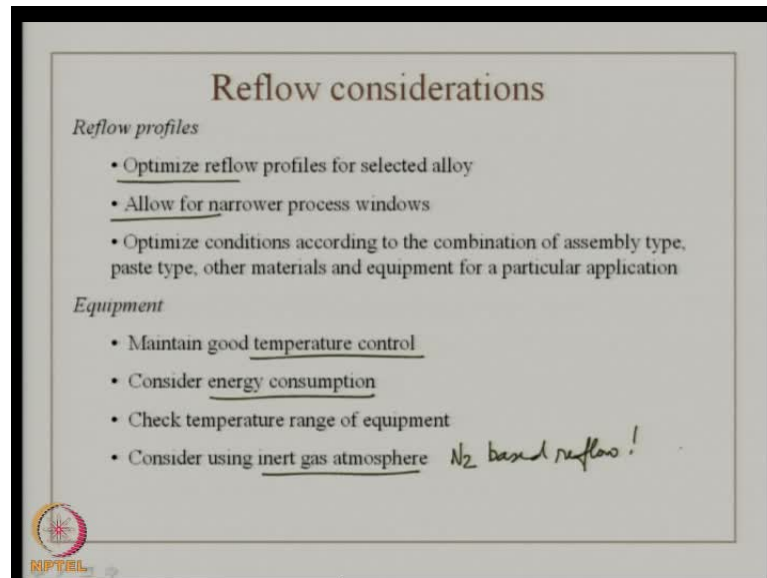 Reflow considerations
Reflow profiles
• Optimize reflow profiles for selected alloy
• Allow for narrower process windows
• Optimize conditions according to the combination of assembly type,
paste type, other materials and equipment for a particular application
Equipment
• Maintain good temperature control
• Consider energy consumption
• Check temperature range of equipment
• Consider using inert gas atmosphere N2 based reflow!
NPTEL